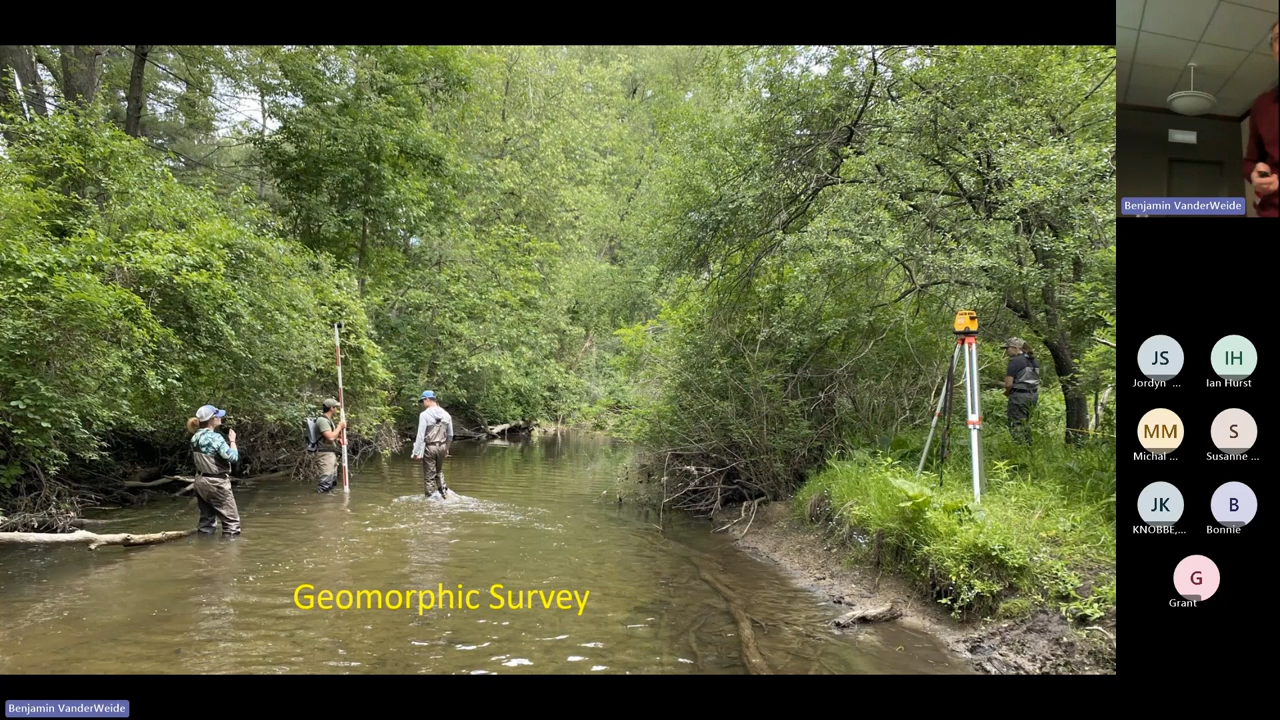 Geomorphic Survey
Benjamin VanderWeide
JS
Jordyn ...
IH
Ian Hurst
MM
Michal ...
S
Susanne ...
JK
KNOBBE,...
B
Bonnie
G
Grant
Benjamin VanderWeide